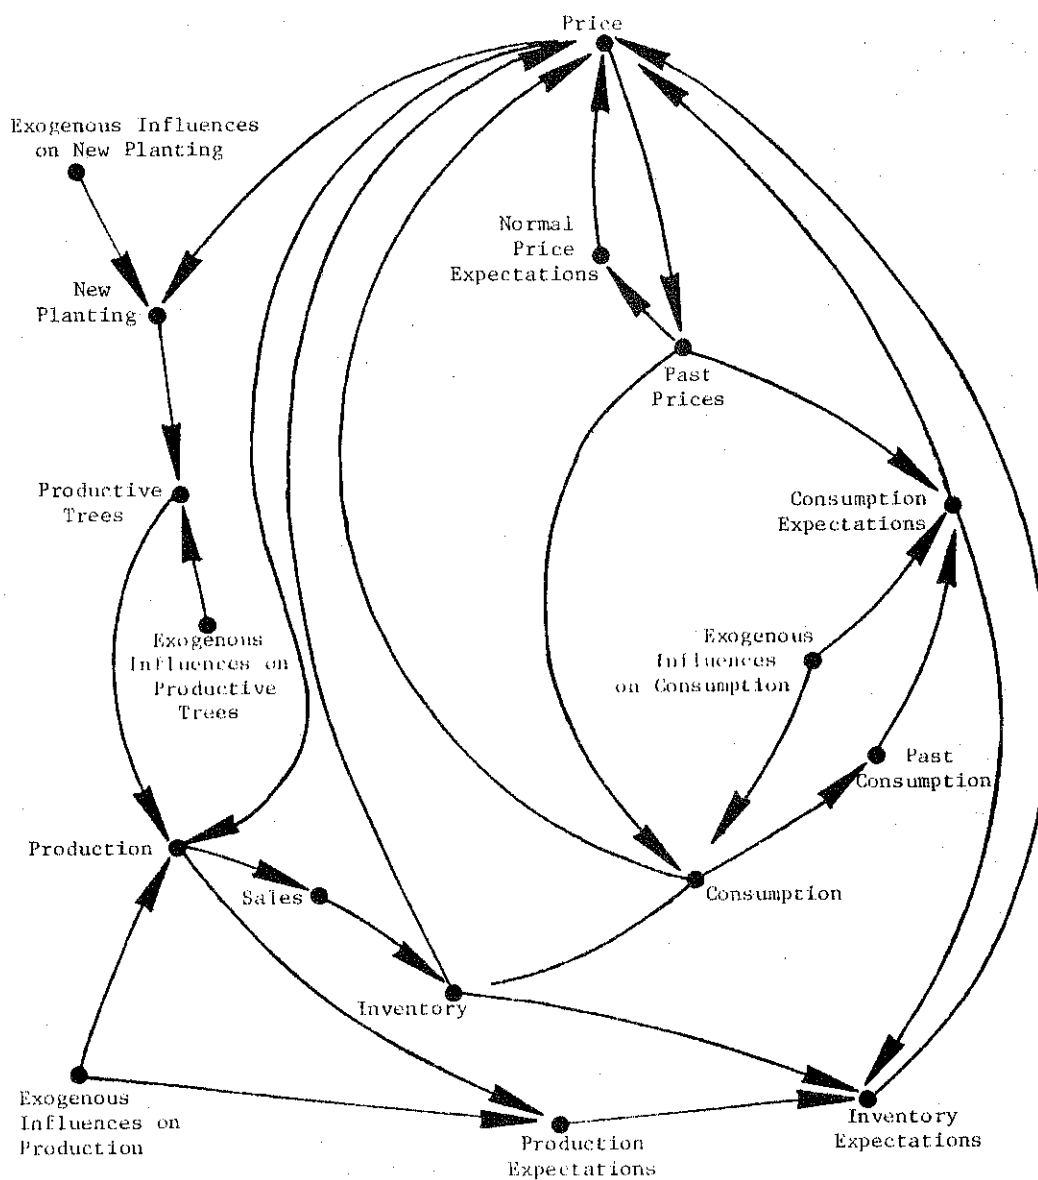 Price
Exogenous Influences
on New Planting
Normal
Price
Expectations
New
Planting
Past
Prices
Productive
Trees
Consumption
Expectations
Exogenous
Influences on
Productive
Trees
Exogenous
Influences
on Consumption
Past
Consumption
Production
Sales
Consumption
Inventory
Exogenous
Influences on
Production
Production
Expectations
Inventory
Expectations